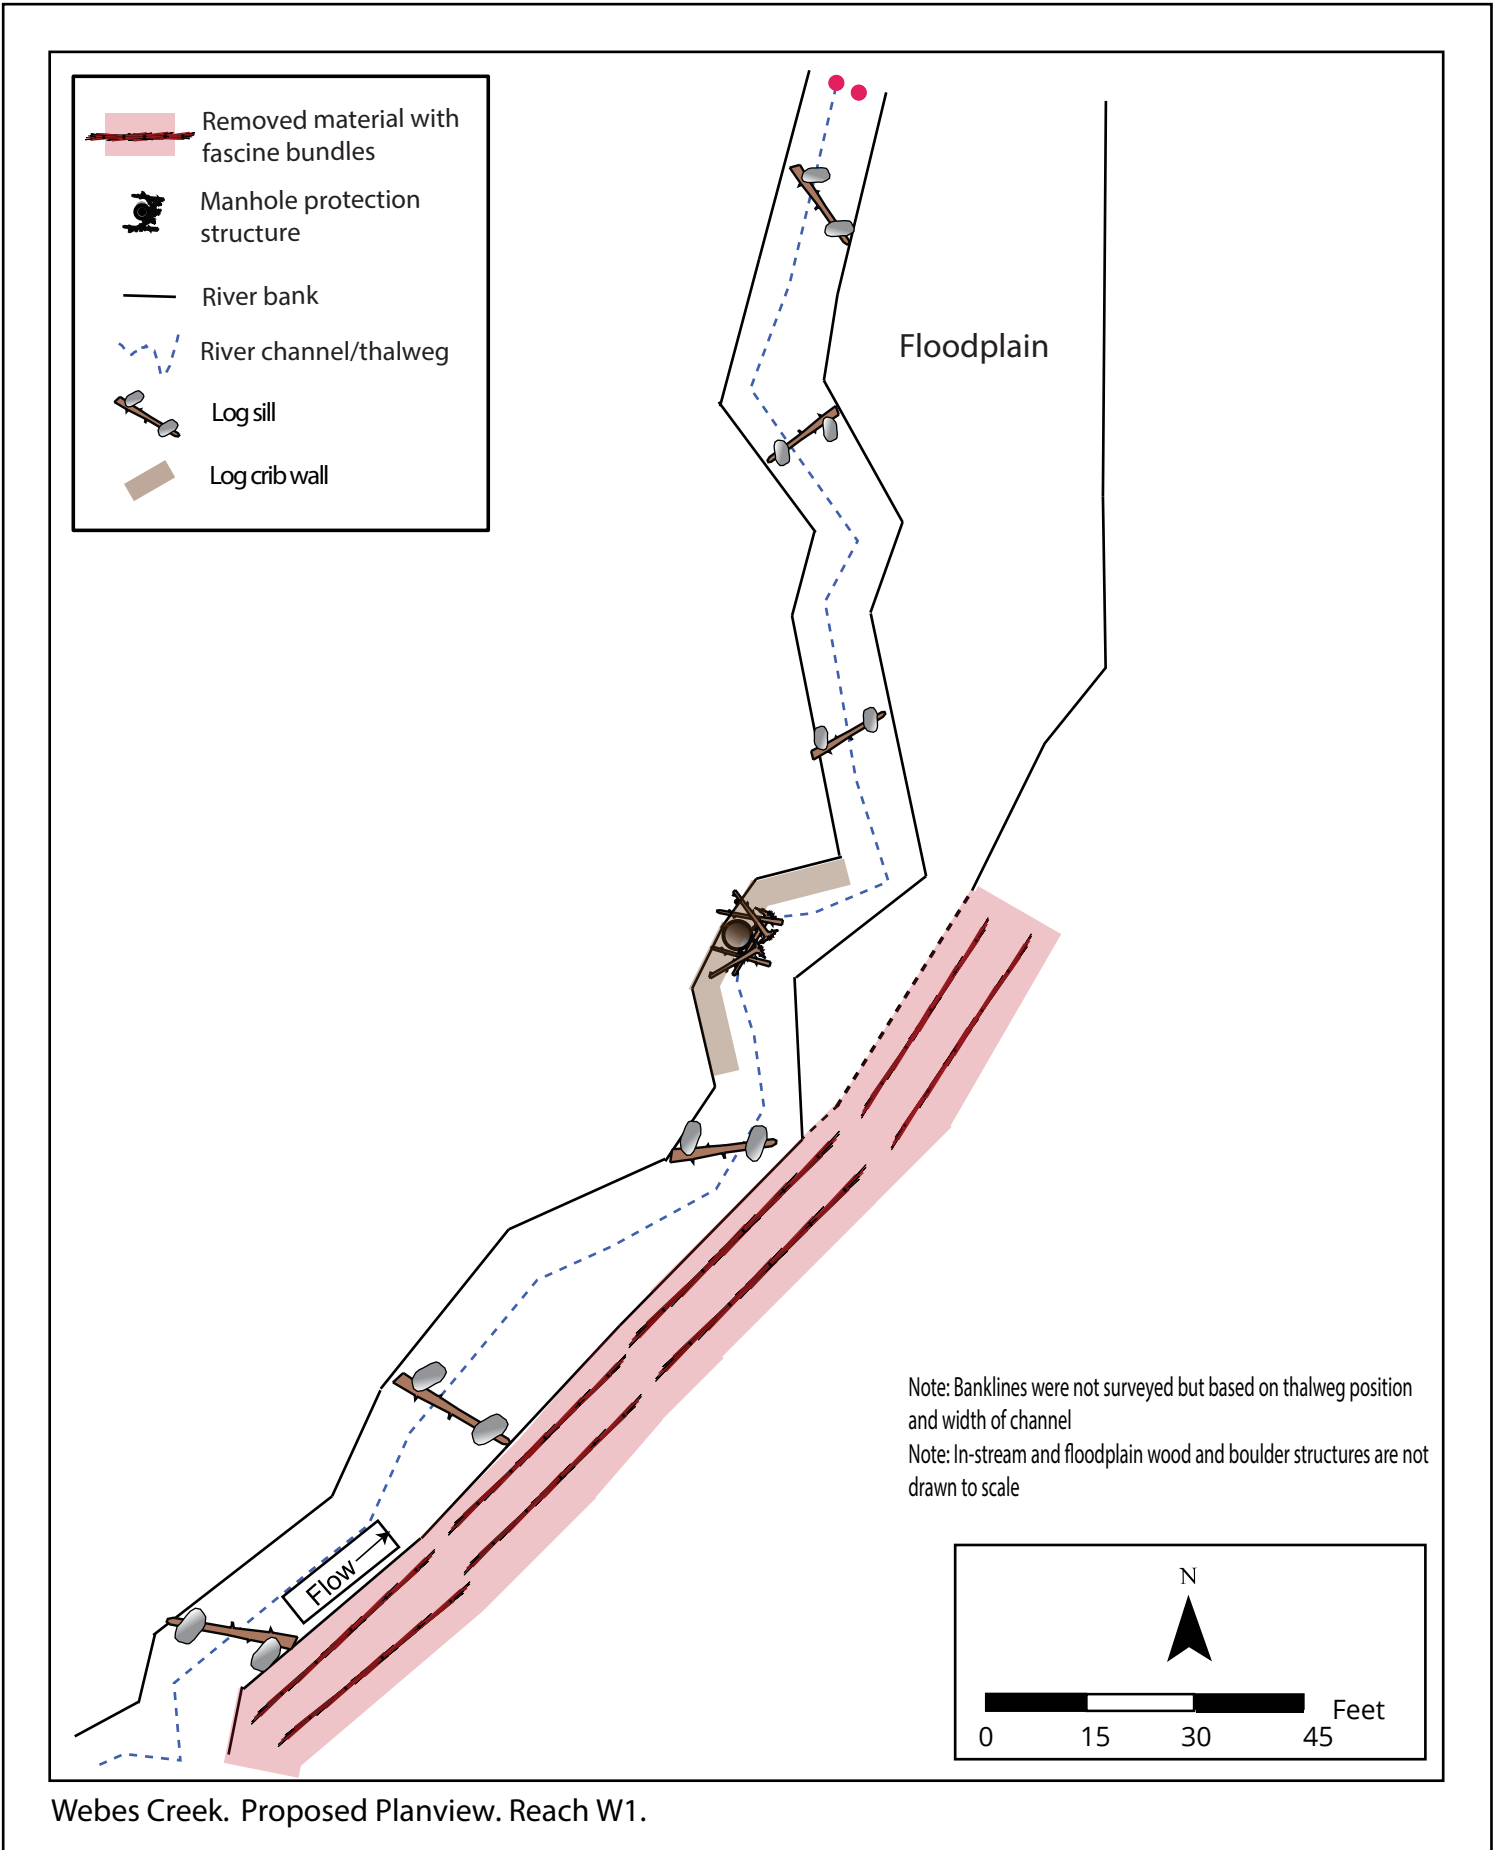 Removed material with
fascine bundles
Manhole protection
structure
River bank
River channel/thalweg
Log sill
Log crib wall
Floodplain
Flow
Note: Banklines were not surveyed but based on thalweg position
and width of channel
Note: In-stream and floodplain wood and boulder structures are not
drawn to scale
N
Feet
0 15 30 45
Webes Creek. Proposed Planview. Reach W1.